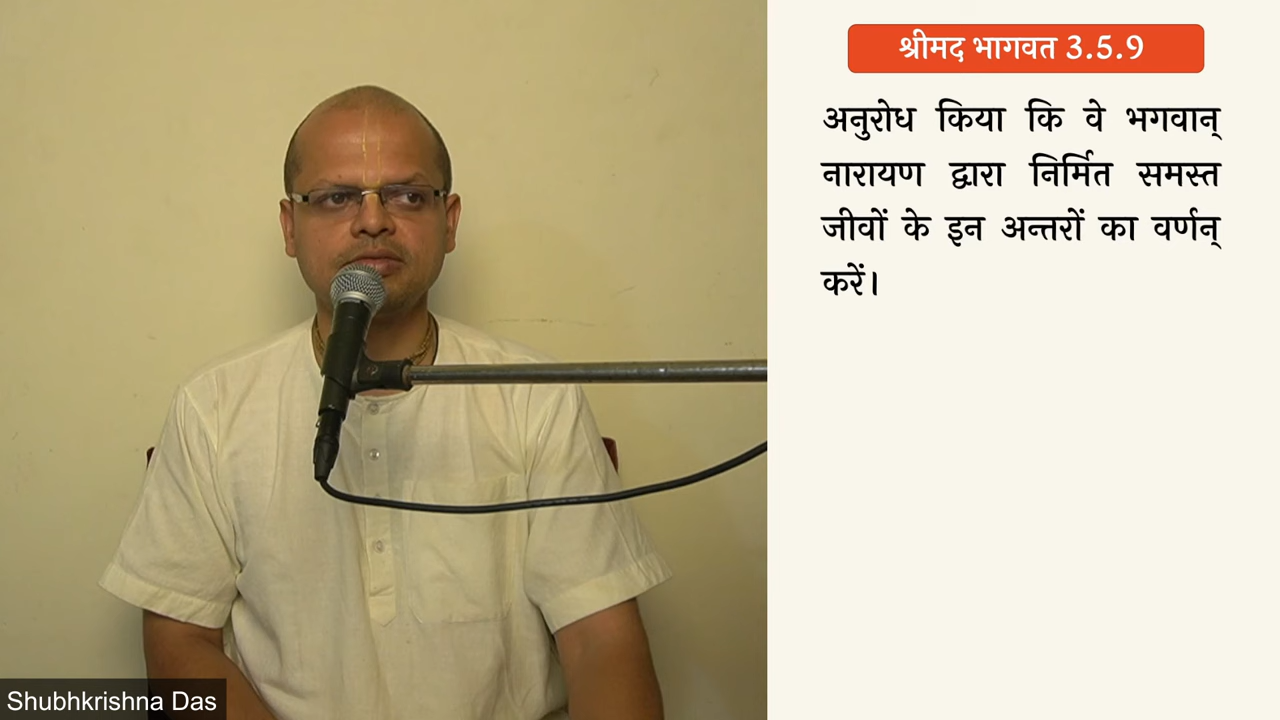 श्रीमद भागवत 3.5.9
अनुरोध किया कि वे भगवान्
नारायण द्वारा निर्मित समस्त
जीवों के इन अन्तरों का वर्णन्
करें।
Shubhkrishna Das